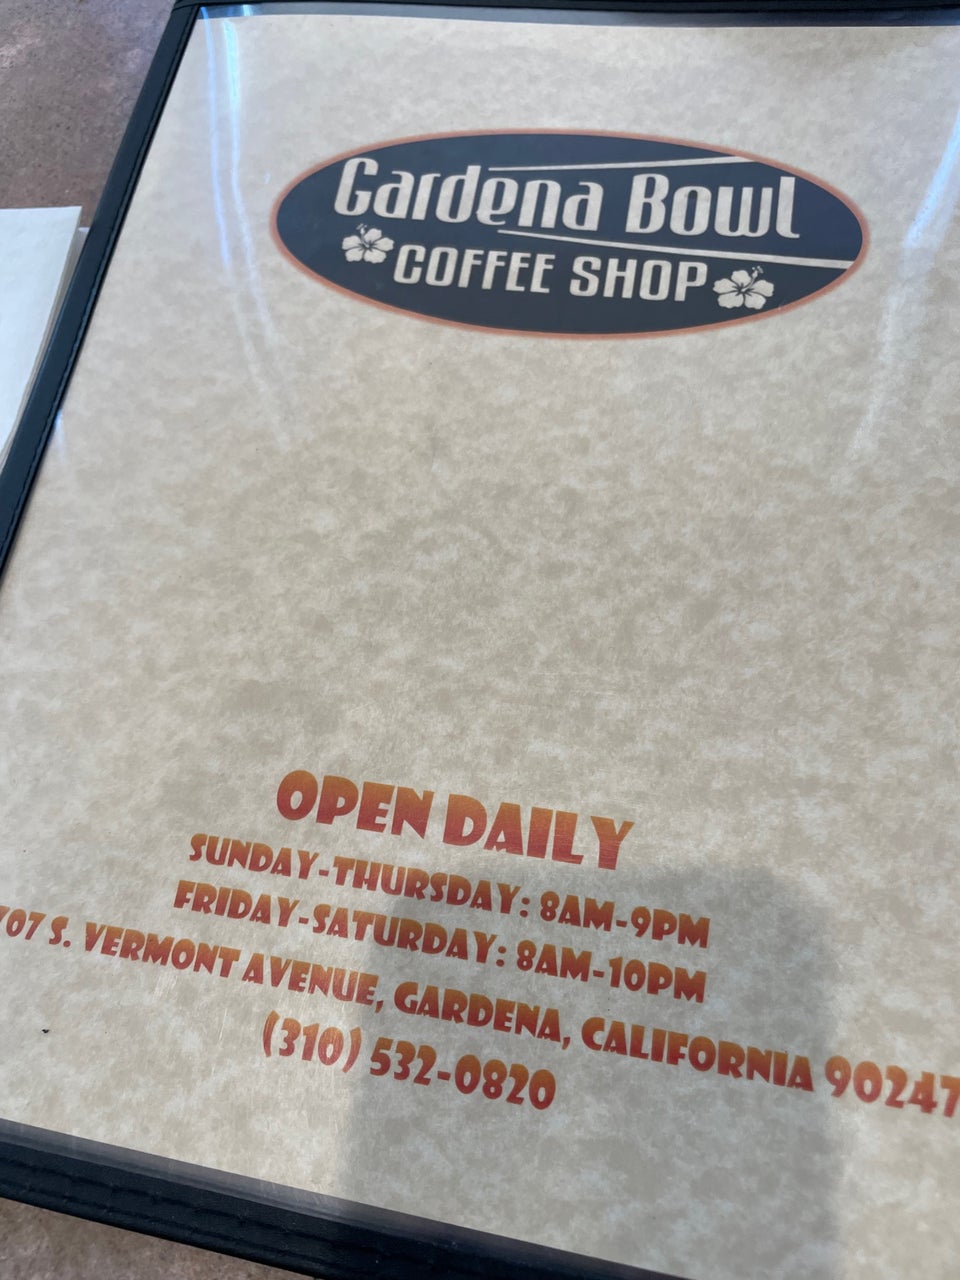 Gardena Bowl
COFFEE SHOP
OPEN DAILY
SUNDAY-THURSDAY: 8AM-9PM
FRIDAY-SATURDAY: 8AM-10PM
S. VERMONT AVENUE, GARDENA, CALIFORNIA 90247
(310) 532-0820